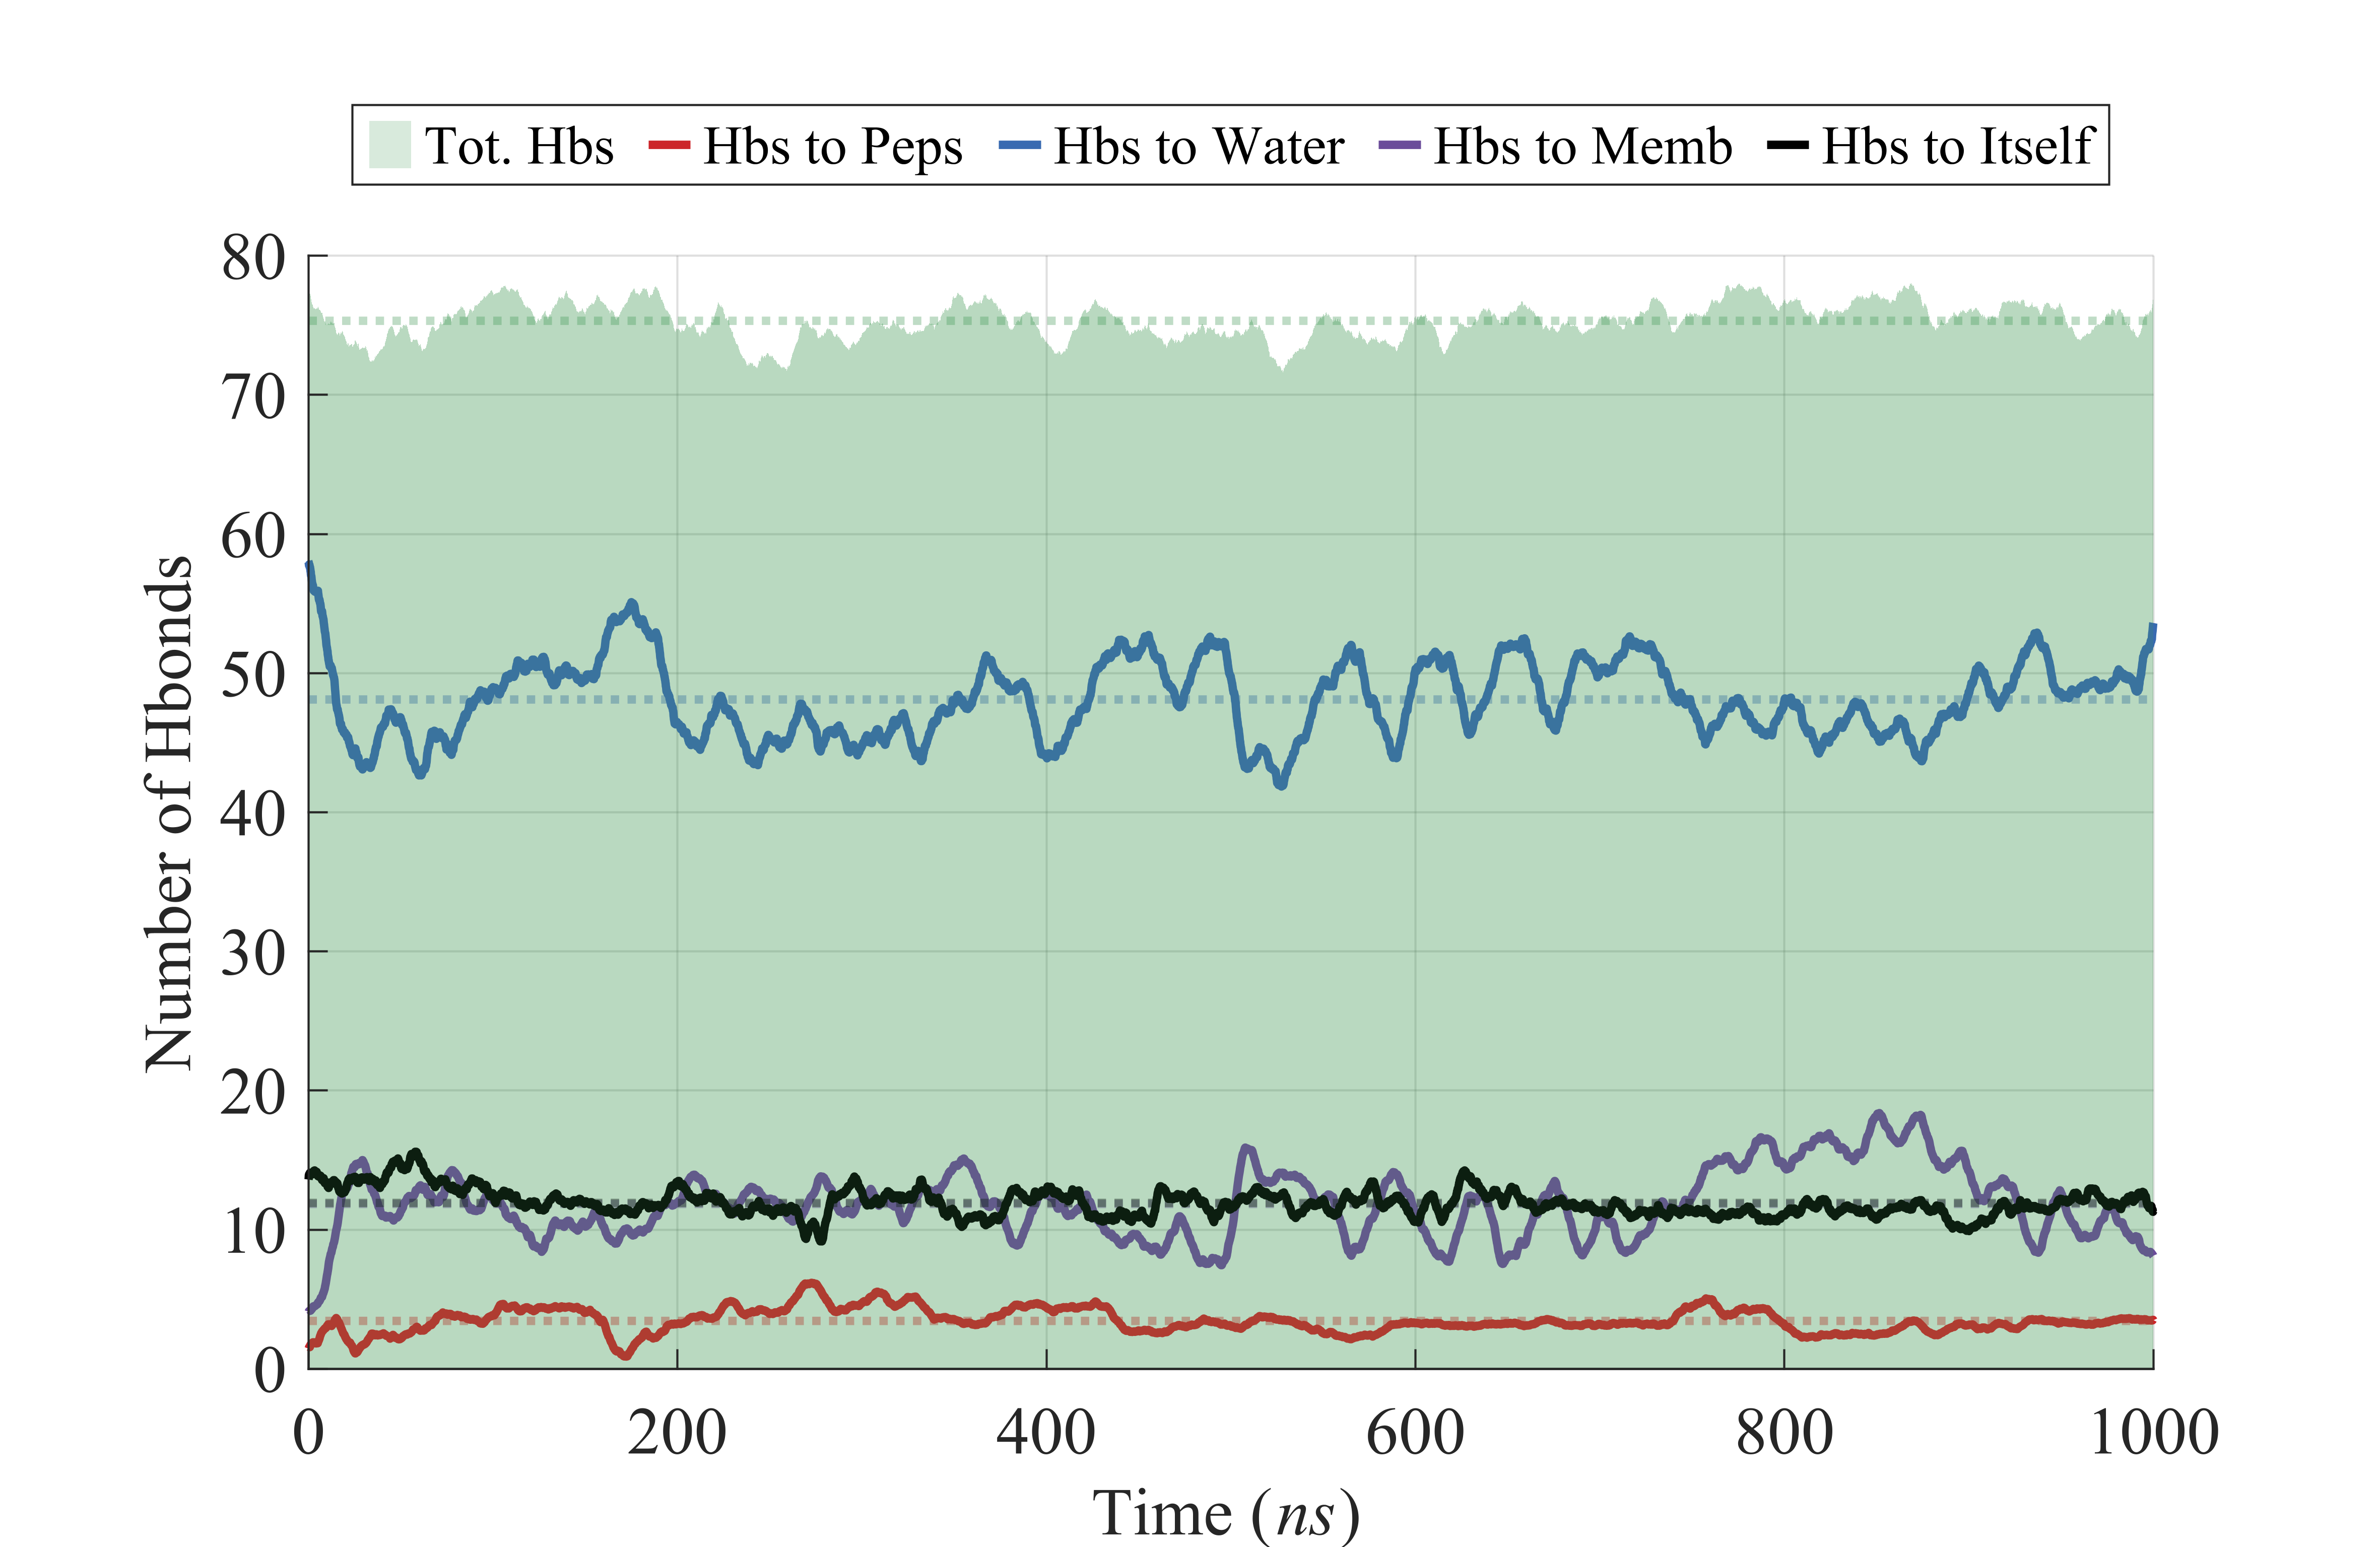 Tot. Hbs Hbs to Peps Hbs to Water Hbs to Memb Hbs to Itself
80
70
60
50
40
30
20
10
0
Number of Hbonds
0 200 400 600 800 1000
Time (ns)